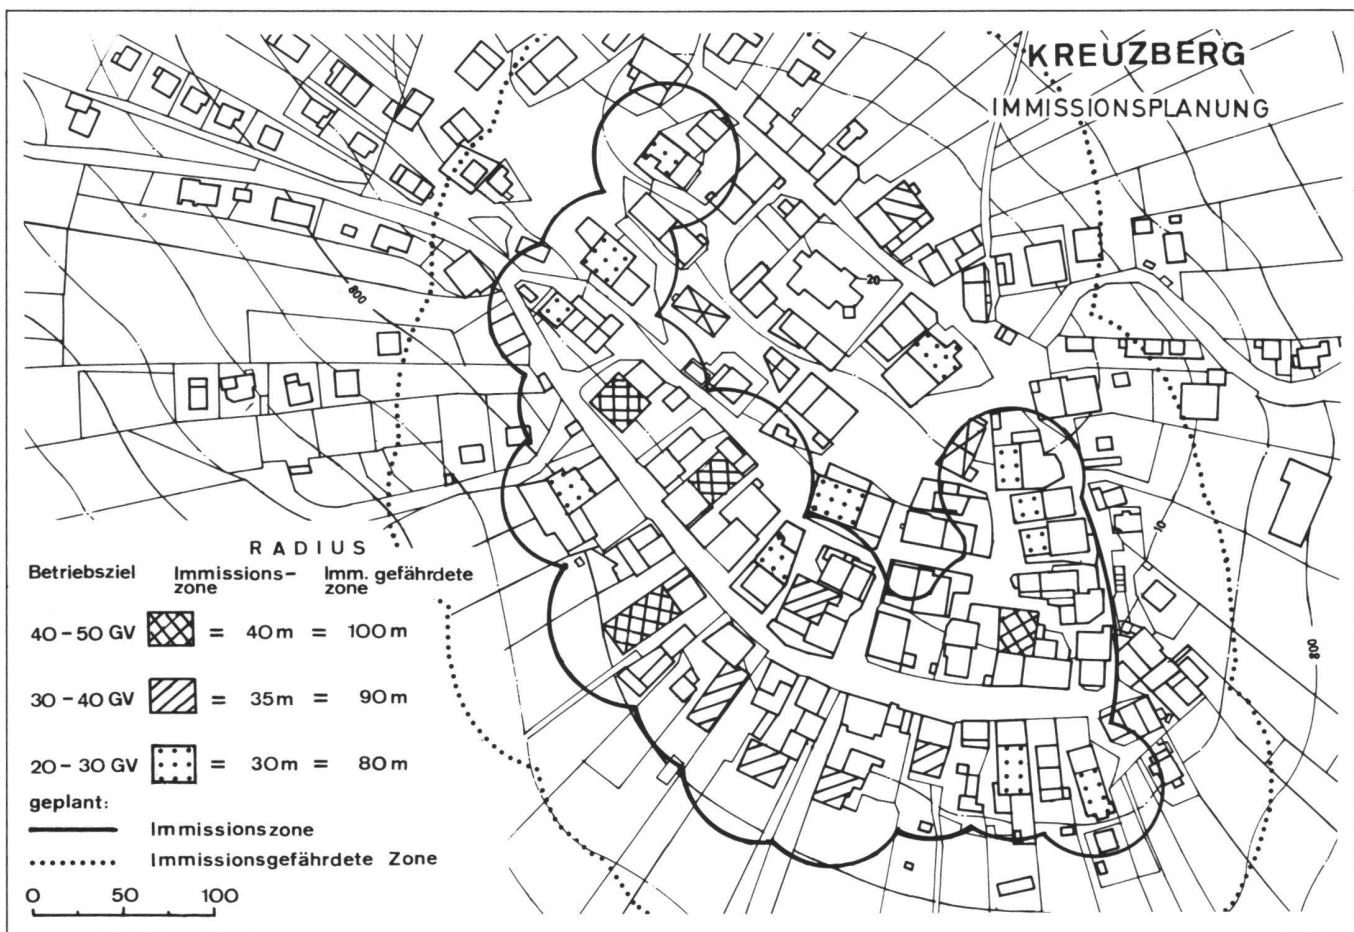 KREUZBERG
IMMISSIONSPLANUNG
20
800
10
800
RADIUS
Betriebsziel Immissions- Imm. gefährdete
zone zone
40-50 GV = 40m = 100m
30-40 GV = 35m = 90m
20-30 GV = 30m = 80m
geplant:
Immissionszone
Immissionsgefährdete Zone
0 50 100